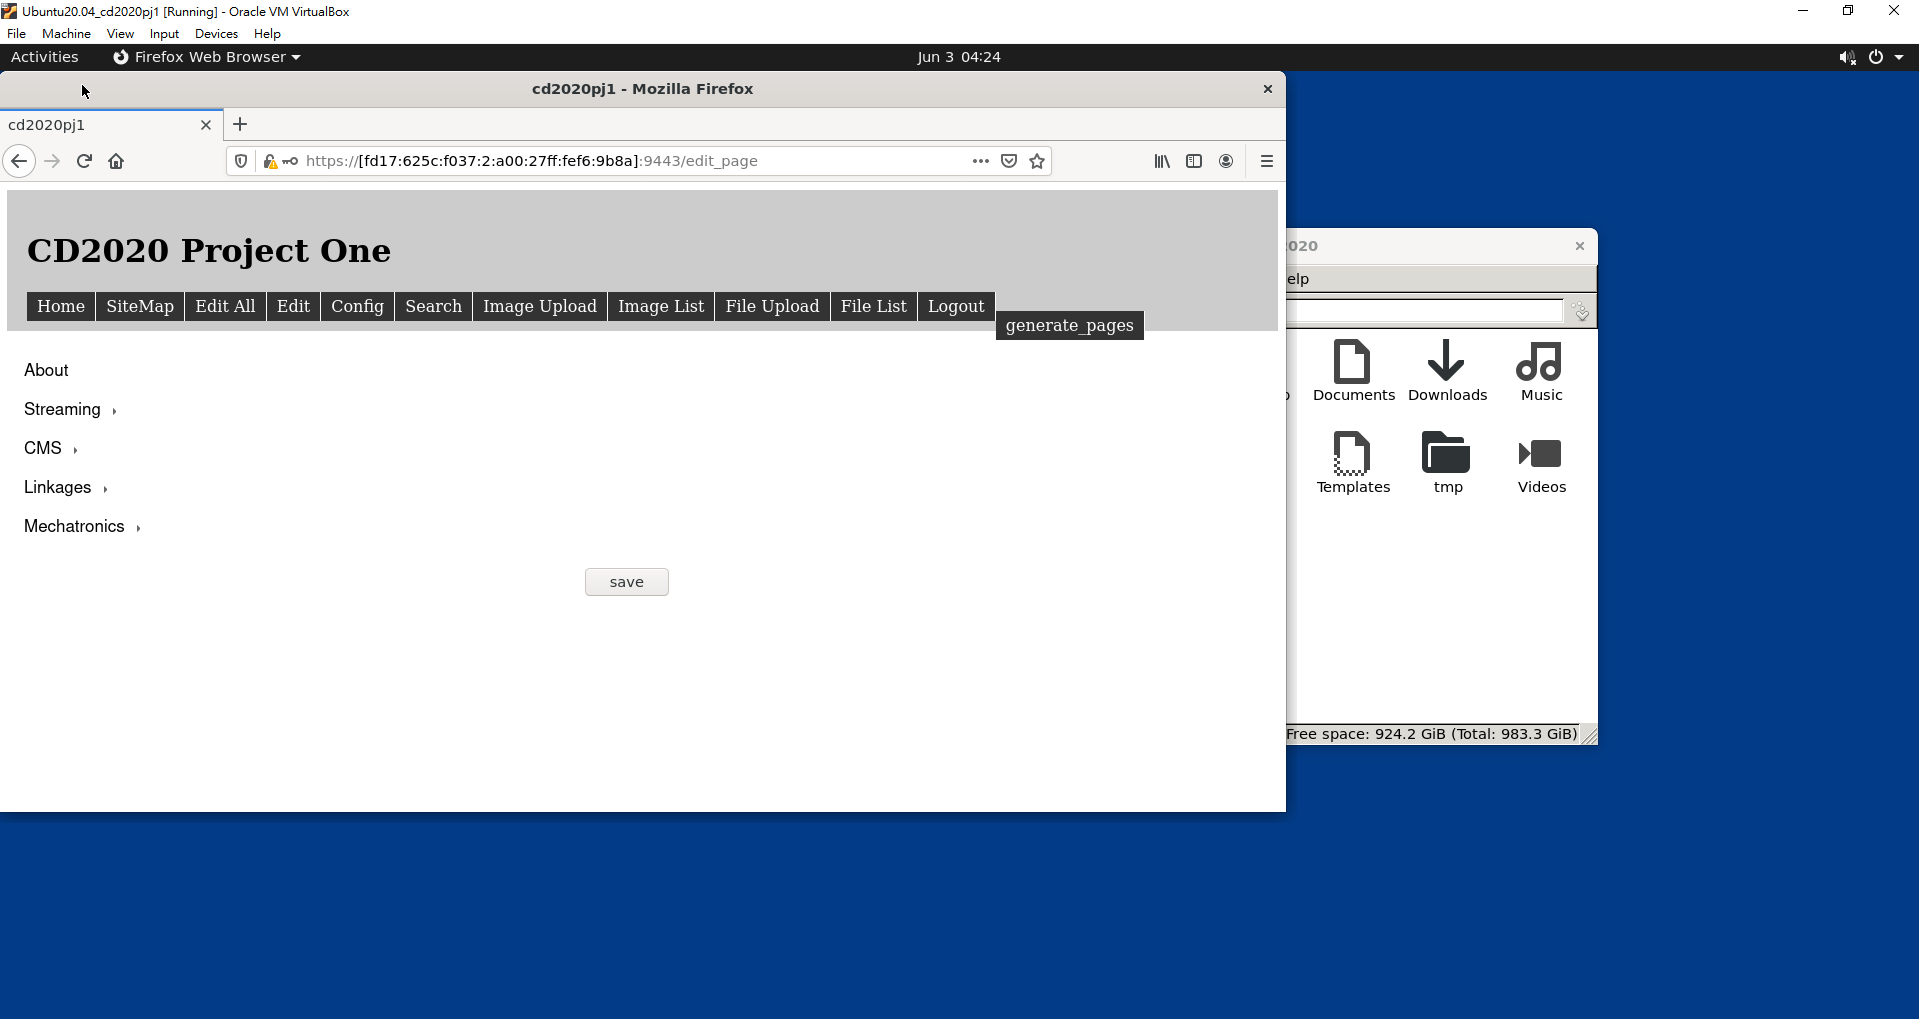 Ubuntu20.04_cd2020pj1 [Running] - Oracle VM VirtualBox
File Machine View Input Devices Help
Activities Firefox Web Browser Jun 3 04:24
cd2020pj1 - Mozilla Firefox
cd2020pj1
https://[fd17:625c:f037:2:a00:27ff:fef6:9b8a]:9443/edit_page
CD2020 Project One
Home SiteMap Edit All Edit Config Search Image Upload Image List File Upload File List Logout
generate_pages
About
Streaming
CMS
Linkages
Mechatronics
save
020
elp
Documents Downloads Music
Templates tmp Videos
Free space: 924.2 GiB (Total: 983.3 GiB)